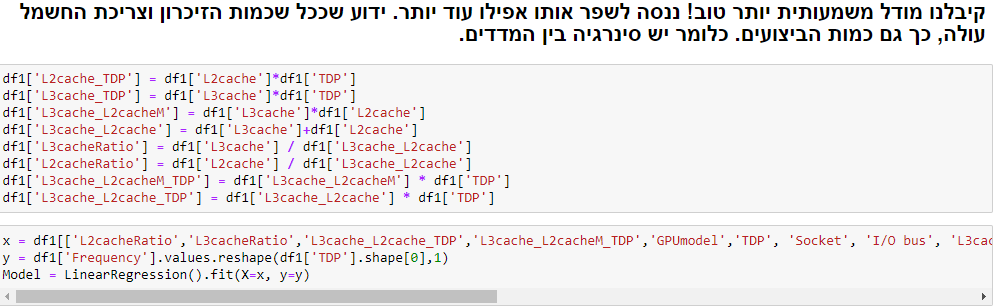 קיבלנו מודל משמעותית יותר טוב! ננסה לשפר אותו אפילו עוד יותר. ידוע שככל שכמות הזיכרון וצריכת החשמל
עולה, כך גם כמות הביצועים. כלומר יש סינרגיה בין המדדים.
df1['L2cache_TDP'] = df1['L2cache']*df1['TDP']
df1['L3cache_TDP'] = df1['L3cache']*df1['TDP']
df1['L3cache_L2cacheM'] = df1['L3cache']*df1['L2cache']
df1['L3cache_L2cache'] = df1['L3cache']+df1['L2cache']
df1['L3cacheRatio'] = df1['L3cache'] / df1['L3cache_L2cache']
df1['L2cacheRatio'] = df1['L2cache'] / df1['L3cache_L2cache']
df1['L3cache_L2cacheM_TDP'] = df1['L3cache_L2cacheM'] * df1['TDP']
df1['L3cache_L2cache_TDP'] = df1['L3cache_L2cache'] * df1['TDP']
x = df1[['L2cacheRatio','L3cacheRatio','L3cache_L2cache_TDP','L3cache_L2cacheM_TDP','GPUmodel','TDP', 'Socket', 'I/O bus', 'L3cac
y = df1['Frequency'].values.reshape(df1['TDP'].shape[0],1)
Model = LinearRegression().fit(X=x, y=y)